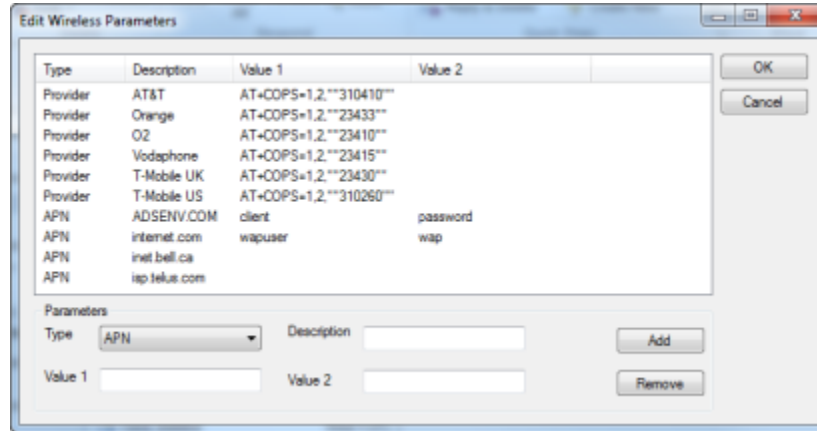 Edit Wireless Parameters
Type Description Value 1 Value 2
Provider AT&T AT+COPS=1,2,""310410""
Provider Orange AT+COPS=1,2,""23433""
Provider O2 AT+COPS=1,2,""23410""
Provider Vodaphone AT+COPS=1,2,""23415""
Provider T-Mobile UK AT+COPS=1,2,""23430""
Provider T-Mobile US AT+COPS=1,2,""310260""
APN ADSENV.COM client password
APN internet.com wapuser wap
APN inet.bell.ca
APN isp.telus.com
OK
Cancel
Parameters
Type APN Description Add
Value 1 Value 2 Remove